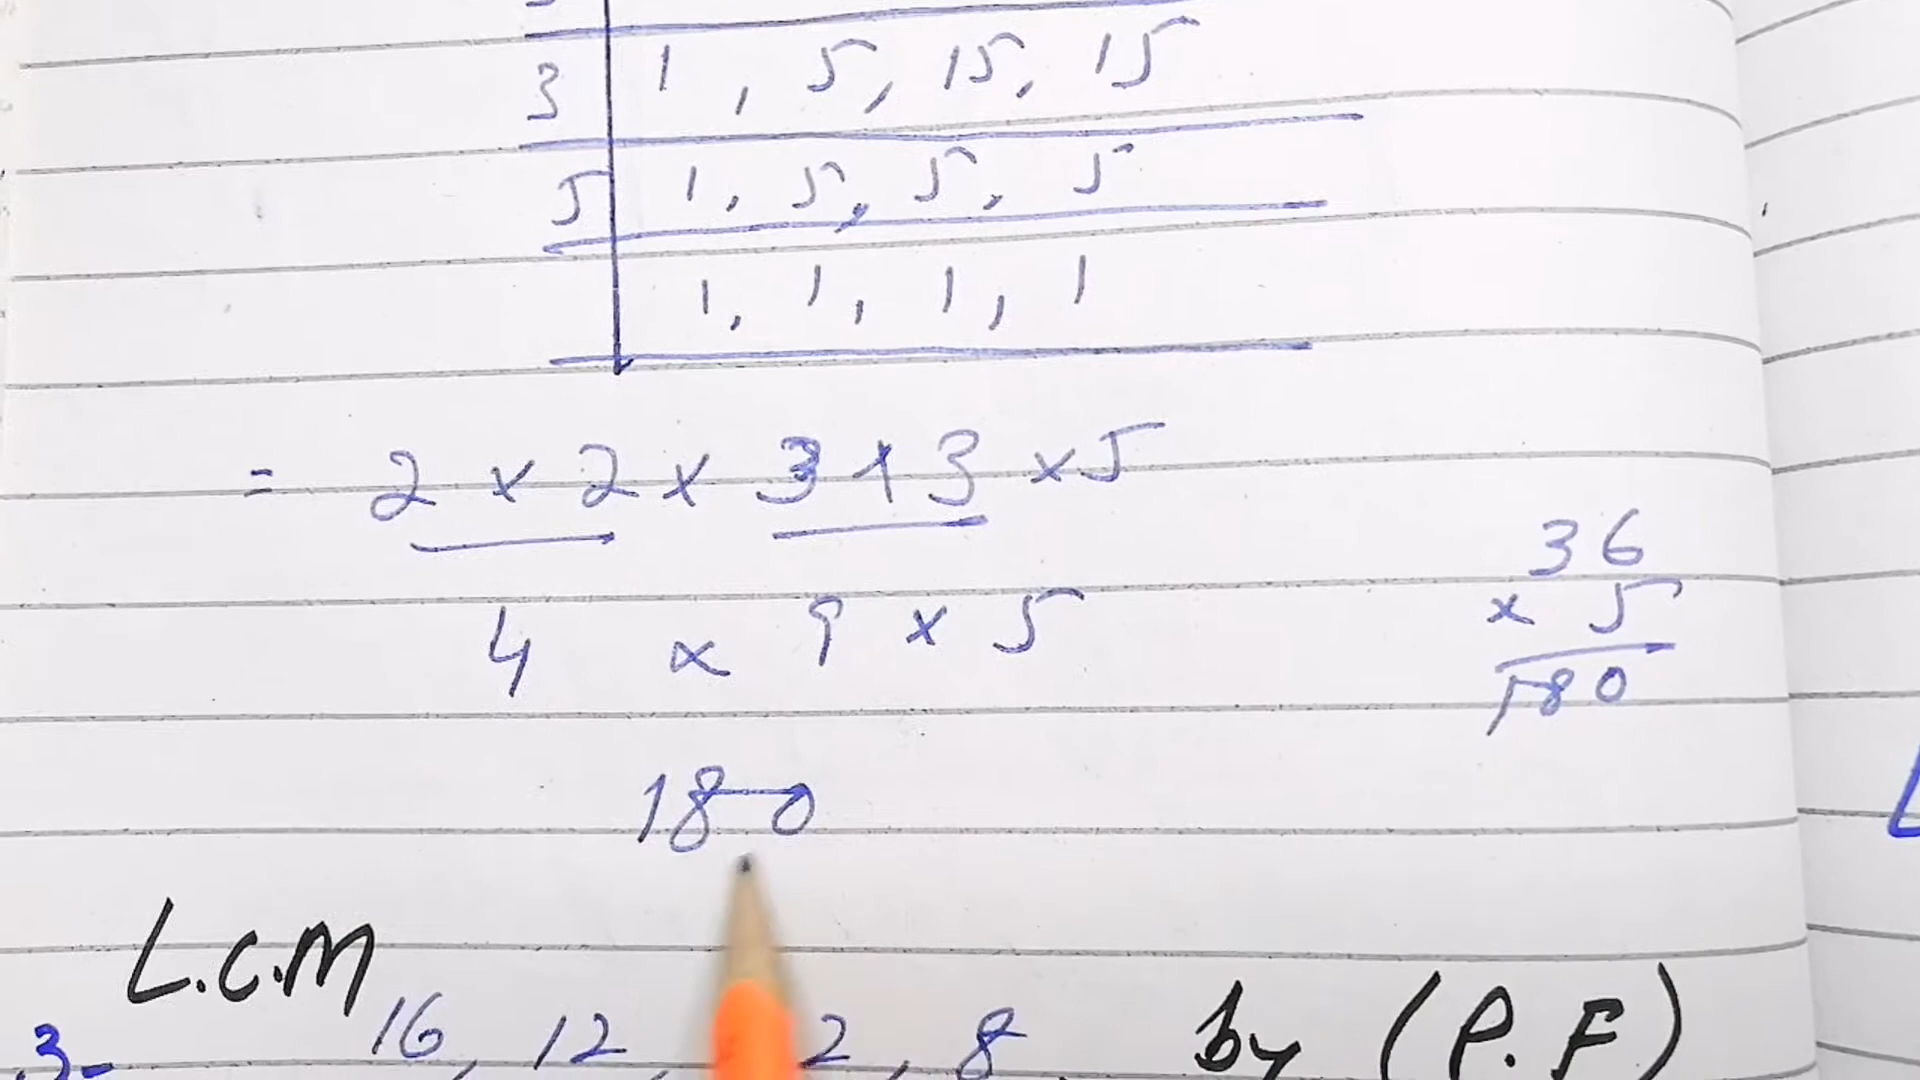 3 | 1 , 5 , 15 , 15
5 | 1 , 5 , 5 , 5
1 , 1 , 1 , 1
= 2 × 2 × 3 × 3 × 5
4 × 9 × 5
180
36
× 5
180
L.C.M
3- 16 , 12 , 2 , 8 by (P.F)